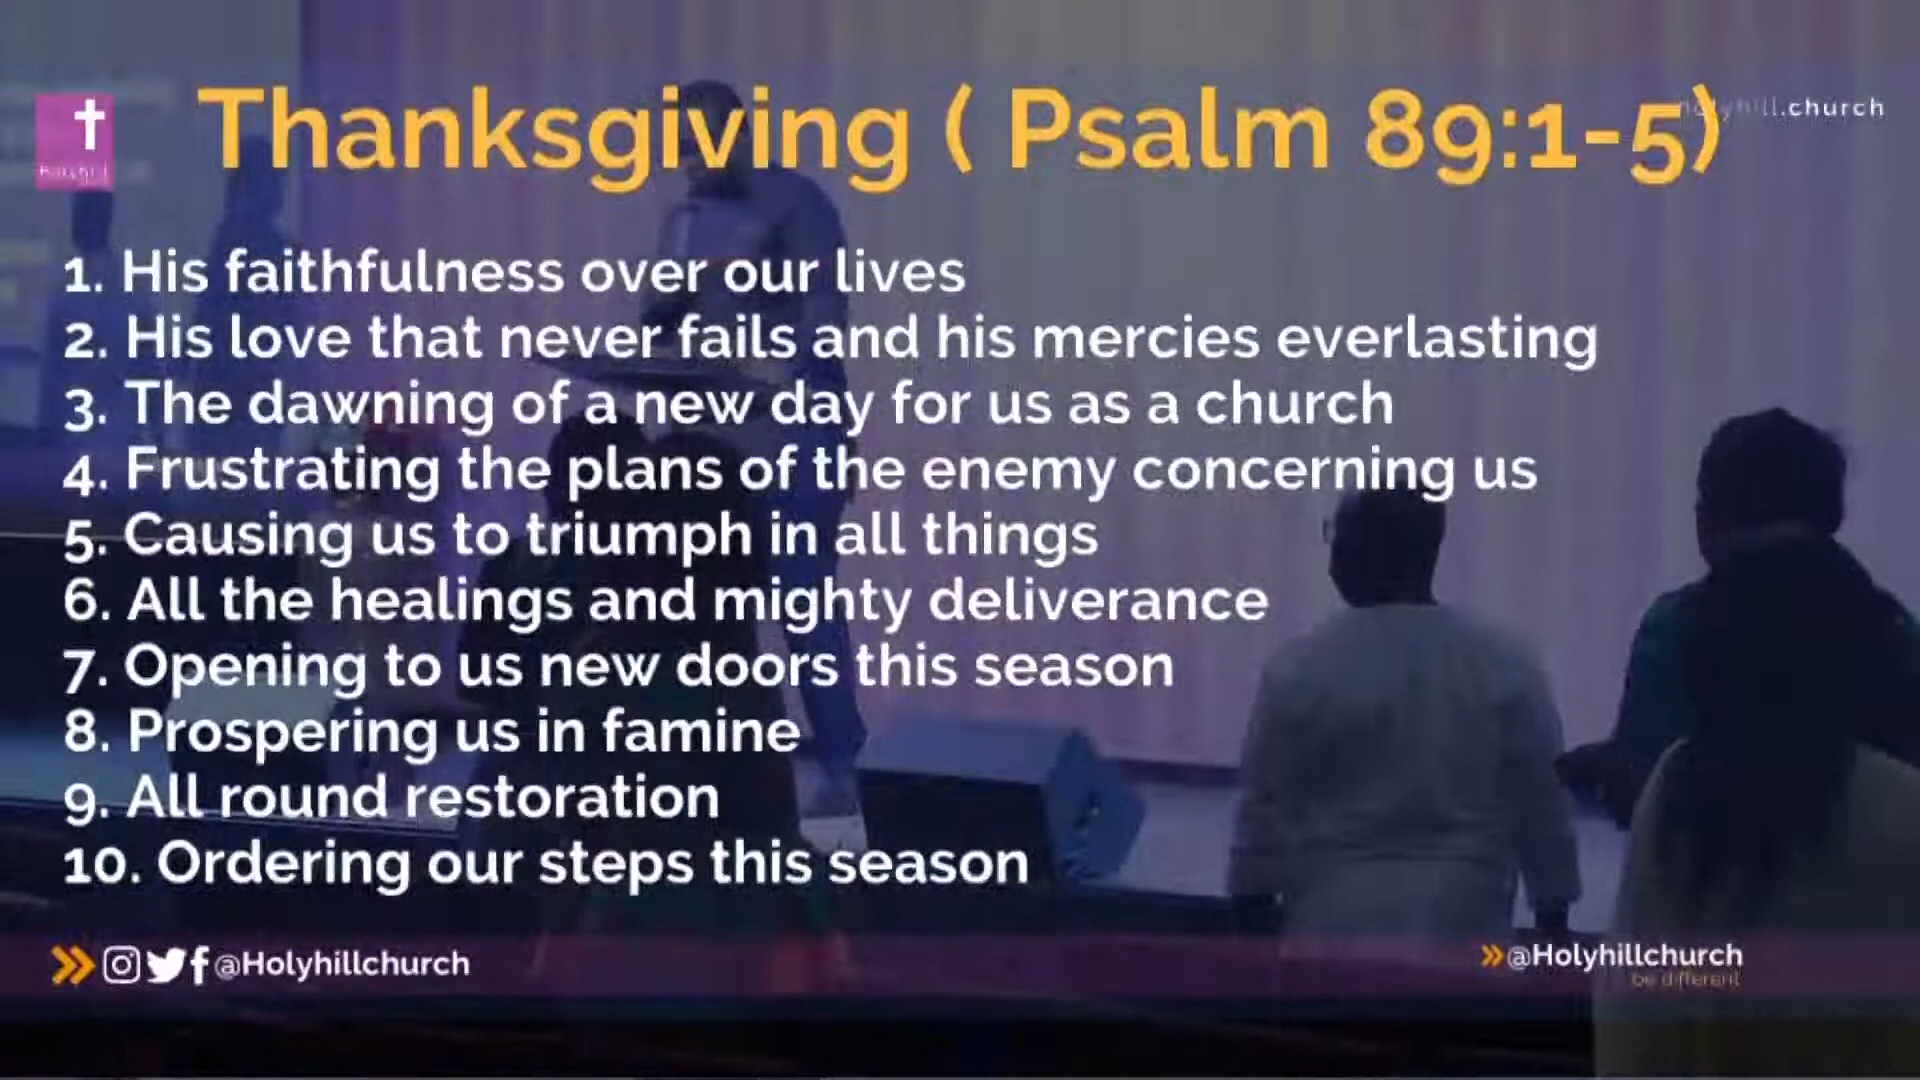 Thanksgiving ( Psalm 89:1-5)
holyhill.church
Holyhill
1. His faithfulness over our lives
2. His love that never fails and his mercies everlasting
3. The dawning of a new day for us as a church
4. Frustrating the plans of the enemy concerning us
5. Causing us to triumph in all things
6. All the healings and mighty deliverance
7. Opening to us new doors this season
8. Prospering us in famine
9. All round restoration
10. Ordering our steps this season
@Holyhillchurch
@Holyhillchurch
be different